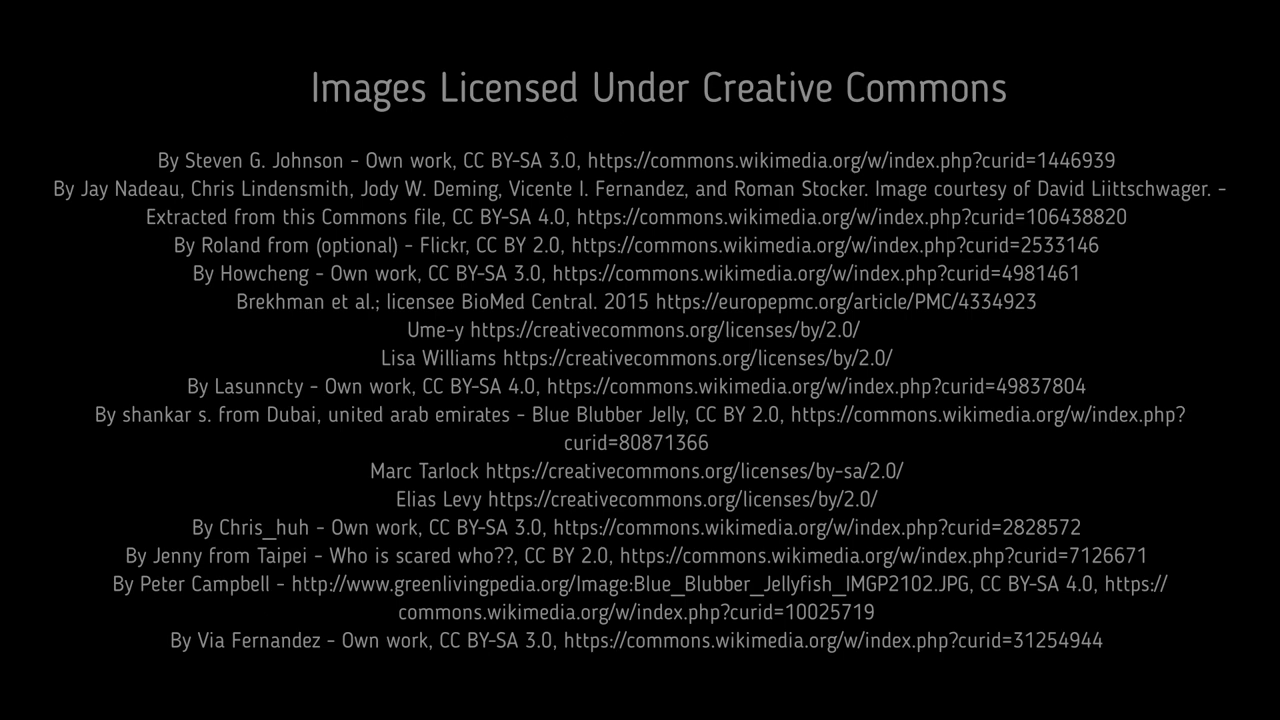 Images Licensed Under Creative Commons
By Steven G. Johnson - Own work, CC BY-SA 3.0, https://commons.wikimedia.org/w/index.php?curid=1446939
By Jay Nadeau, Chris Lindensmith, Jody W. Deming, Vicente I. Fernandez, and Roman Stocker. Image courtesy of David Liittschwager. -
Extracted from this Commons file, CC BY-SA 4.0, https://commons.wikimedia.org/w/index.php?curid=106438820
By Roland from (optional) - Flickr, CC BY 2.0, https://commons.wikimedia.org/w/index.php?curid=2533146
By Howcheng - Own work, CC BY-SA 3.0, https://commons.wikimedia.org/w/index.php?curid=4981461
Brekhman et al.; licensee BioMed Central. 2015 https://europepmc.org/article/PMC/4334923
Ume-y https://creativecommons.org/licenses/by/2.0/
Lisa Williams https://creativecommons.org/licenses/by/2.0/
By Lasunncty - Own work, CC BY-SA 4.0, https://commons.wikimedia.org/w/index.php?curid=49837804
By shankar s. from Dubai, united arab emirates - Blue Blubber Jelly, CC BY 2.0, https://commons.wikimedia.org/w/index.php?
curid=80871366
Marc Tarlock https://creativecommons.org/licenses/by-sa/2.0/
Elias Levy https://creativecommons.org/licenses/by/2.0/
By Chris_huh - Own work, CC BY-SA 3.0, https://commons.wikimedia.org/w/index.php?curid=2828572
By Jenny from Taipei - Who is scared who??, CC BY 2.0, https://commons.wikimedia.org/w/index.php?curid=7126671
By Peter Campbell - http://www.greenlivingpedia.org/Image:Blue_Blubber_Jellyfish_IMGP2102.JPG, CC BY-SA 4.0, https://
commons.wikimedia.org/w/index.php?curid=10025719
By Via Fernandez - Own work, CC BY-SA 3.0, https://commons.wikimedia.org/w/index.php?curid=31254944